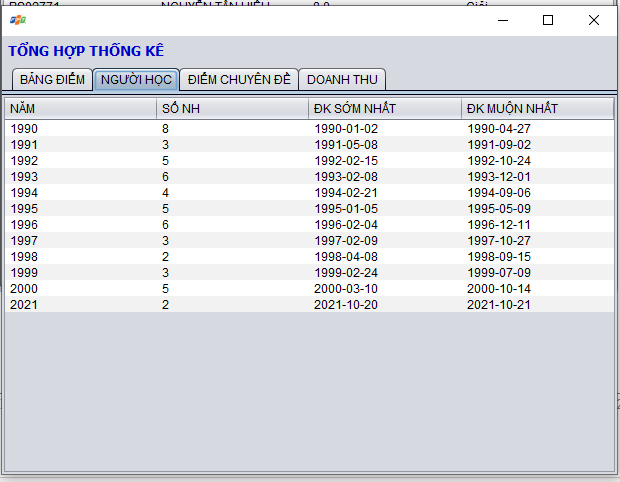 NGUYỄN TẤN HIẾU
TỔNG HỢP THỐNG KÊ
BẢNG ĐIỂM NGƯỜI HỌC ĐIỂM CHUYÊN ĐỀ DOANH THU
NĂM SỐ NH ĐK SỚM NHẤT ĐK MUỘN NHẤT
1990 8 1990-01-02 1990-04-27
1991 3 1991-05-08 1991-09-02
1992 5 1992-02-15 1992-10-24
1993 6 1993-02-08 1993-12-01
1994 4 1994-02-21 1994-09-06
1995 5 1995-01-05 1995-05-09
1996 6 1996-02-04 1996-12-11
1997 3 1997-02-09 1997-10-27
1998 2 1998-04-08 1998-09-15
1999 3 1999-02-24 1999-07-09
2000 5 2000-03-10 2000-10-14
2021 2 2021-10-20 2021-10-21